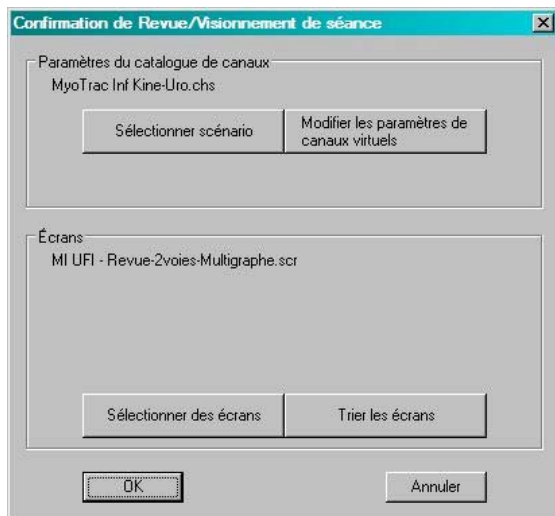 Confirmation de Revue/Visionnement de séance
Paramètres du catalogue de canaux
MyoTrac Inf Kine-Uro.chs
Sélectionner scénario
Modifier les paramètres de
canaux virtuels
Écrans
MI UFI - Revue-2voies-Multigraphe.scr
Sélectionner des écrans
Trier les écrans
OK
Annuler